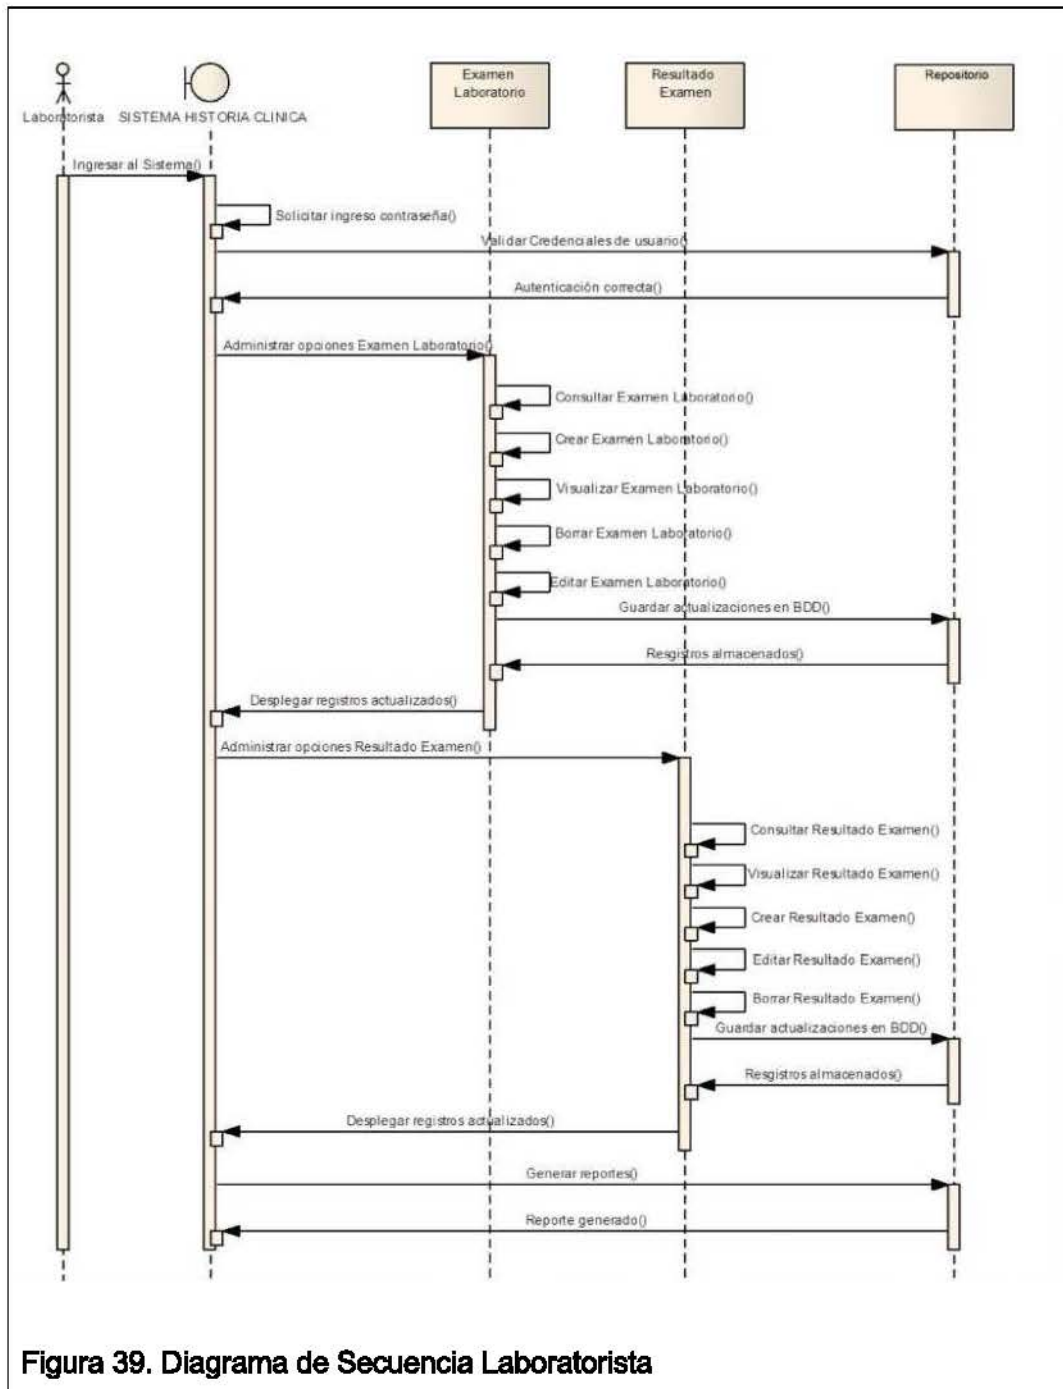 Laboratorista
SISTEMA HISTORIA CLINICA
Examen
Laboratorio
Resultado
Examen
Repositorio
Ingresar al Sistema()
Solicitar ingreso contraseña()
Validar Credenciales de usuario()
Autenticación correcta()
Administrar opciones Examen Laboratorio()
Consultar Examen Laboratorio()
Crear Examen Laboratorio()
Visualizar Examen Laboratorio()
Borrar Examen Laboratorio()
Editar Examen Laboratorio()
Guardar actualizaciones en BDD()
Resgistros almacenados()
Desplegar registros actualizados()
Administrar opciones Resultado Examen()
Consultar Resultado Examen()
Visualizar Resultado Examen()
Crear Resultado Examen()
Editar Resultado Examen()
Borrar Resultado Examen()
Guardar actualizaciones en BDD()
Resgistros almacenados()
Desplegar registros actualizados()
Generar reportes()
Reporte generado()
Figura 39. Diagrama de Secuencia Laboratorista